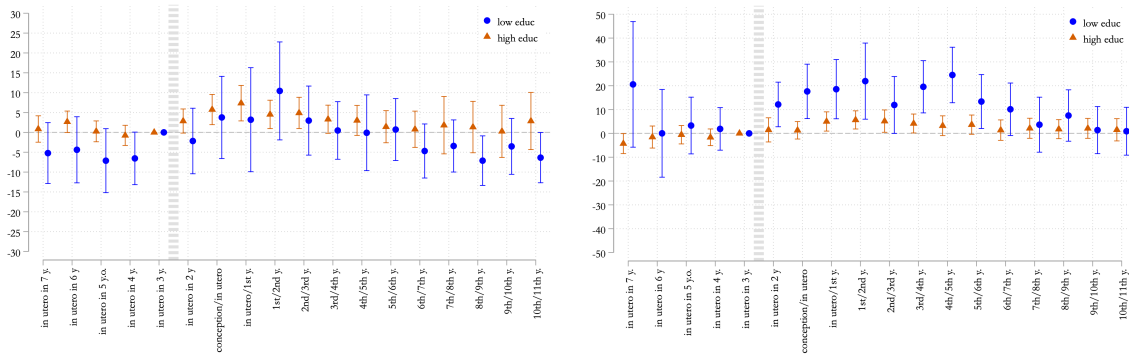 30
25
20
15
10
5
0
-5
-10
-15
-20
-25
-30
low educ
high educ
in utero in 7 y.
in utero in 6 y
in utero in 5 y.o.
in utero in 4 y.
in utero in 3 y.
in utero in 2 y
conception/in utero
in utero/1st y.
1st/2nd y.
2nd/3rd y.
3rd/4th y.
4th/5th y.
5th/6th y.
6th/7th y.
7th/8th y.
8th/9th y.
9th/10th y.
10th/11th y.
50
40
30
20
10
0
-10
-20
-30
-40
-50
low educ
high educ
in utero in 7 y.
in utero in 6 y
in utero in 5 y.o.
in utero in 4 y.
in utero in 3 y.
in utero in 2 y
conception/in utero
in utero/1st y.
1st/2nd y.
2nd/3rd y.
3rd/4th y.
4th/5th y.
5th/6th y.
6th/7th y.
7th/8th y.
8th/9th y.
9th/10th y.
10th/11th y.